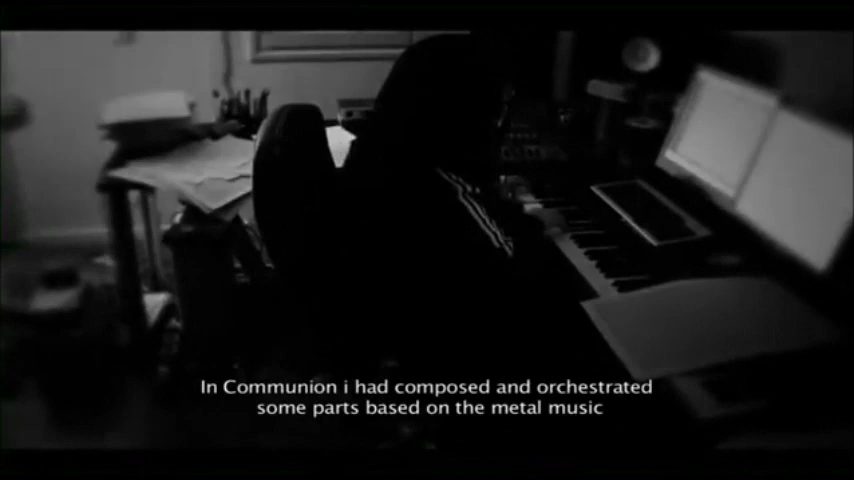 In Communion i had composed and orchestrated
some parts based on the metal music